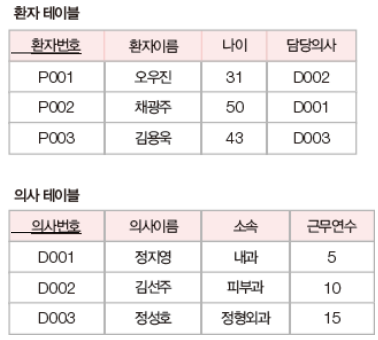 환자 테이블
환자번호 환자이름 나이 담당의사
P001 오우진 31 D002
P002 채광주 50 D001
P003 김용욱 43 D003
의사 테이블
의사번호 의사이름 소속 근무연수
D001 정지영 내과 5
D002 김선주 피부과 10
D003 정성호 정형외과 15